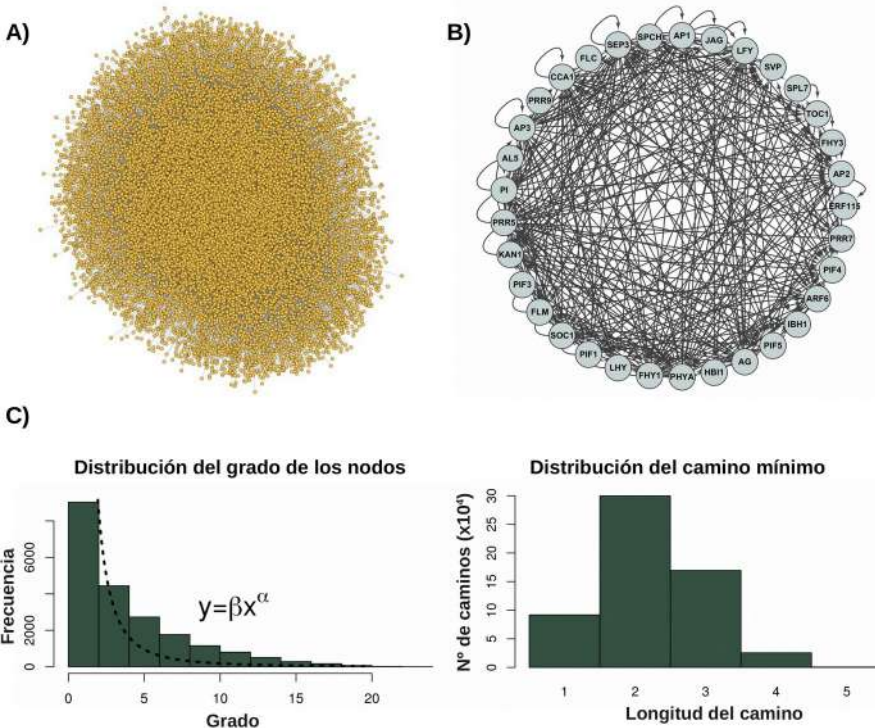 A)
B)
SPCH
AP1
JAG
LFY
SVP
SPL7
TOC1
FHY3
AP2
ERF115
PRR7
PIF4
ARF6
IBH1
PIF5
AG
HBI1
PHYA
FHY1
LHY
PIF1
SOC1
FLM
PIF3
KAN1
PRR5
PI
AL5
AP3
PRR9
CCA1
FLC
SEP3
C)
Distribución del grado de los nodos
Frecuencia
6000
2000
0
y=βx^α
0 5 10 15 20
Grado
Distribución del camino mínimo
Nº de caminos (x10⁴)
30
25
20
15
10
5
0
1 2 3 4 5
Longitud del camino